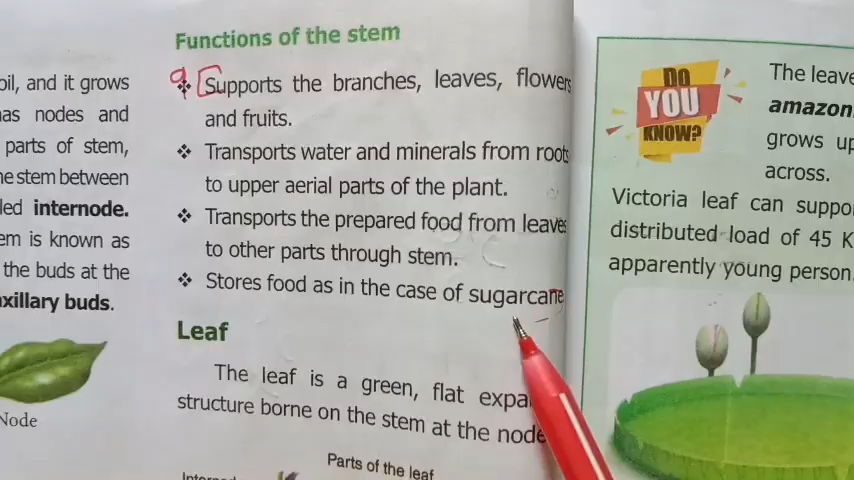 oil, and it grows
as nodes and
parts of stem,
stem between
led internode.
em is known as
the buds at the
axillary buds.
Node
Functions of the stem
❖ Supports the branches, leaves, flowers
and fruits.
❖ Transports water and minerals from roots
to upper aerial parts of the plant.
❖ Transports the prepared food from leaves
to other parts through stem.
❖ Stores food as in the case of sugarcane
Leaf
The leaf is a green, flat expa
structure borne on the stem at the node
Parts of the leaf
DO
YOU
KNOW?
The leave
amazon
grows up
across.
Victoria leaf can suppo
distributed load of 45 K
apparently young person.